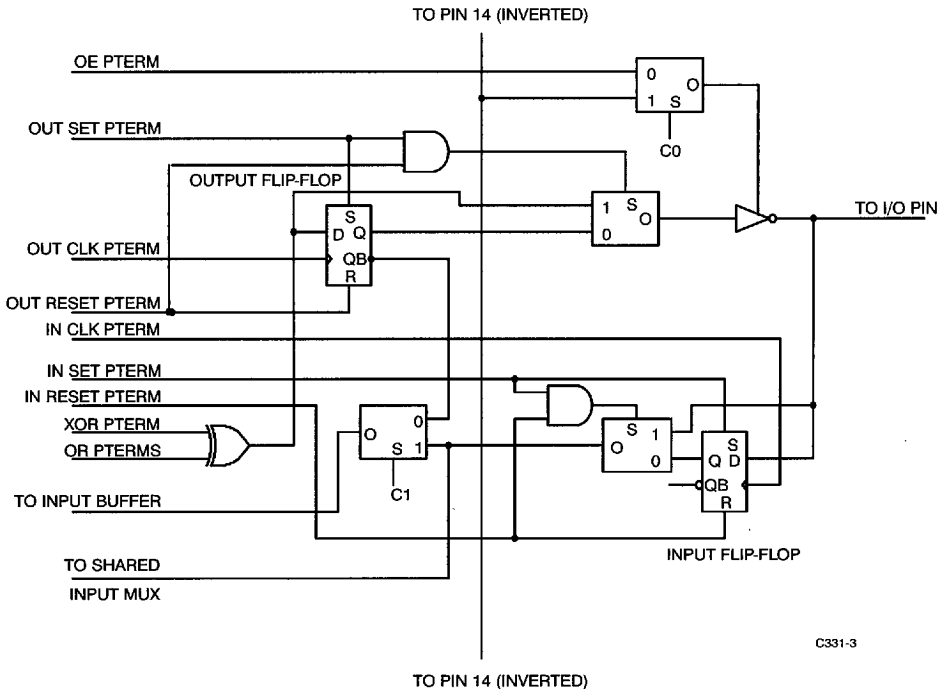 TO PIN 14 (INVERTED)
OE PTERM
0
O
1 S
C0
OUT SET PTERM
OUTPUT FLIP-FLOP
S
D Q
QB
R
1 S
O
0
TO I/O PIN
OUT CLK PTERM
OUT RESET PTERM
IN CLK PTERM
IN SET PTERM
IN RESET PTERM
XOR PTERM
OR PTERMS
TO INPUT BUFFER
0
O
S 1
C1
S 1
O 0
S
Q D
QB
R
INPUT FLIP-FLOP
TO SHARED
INPUT MUX
C331-3
TO PIN 14 (INVERTED)